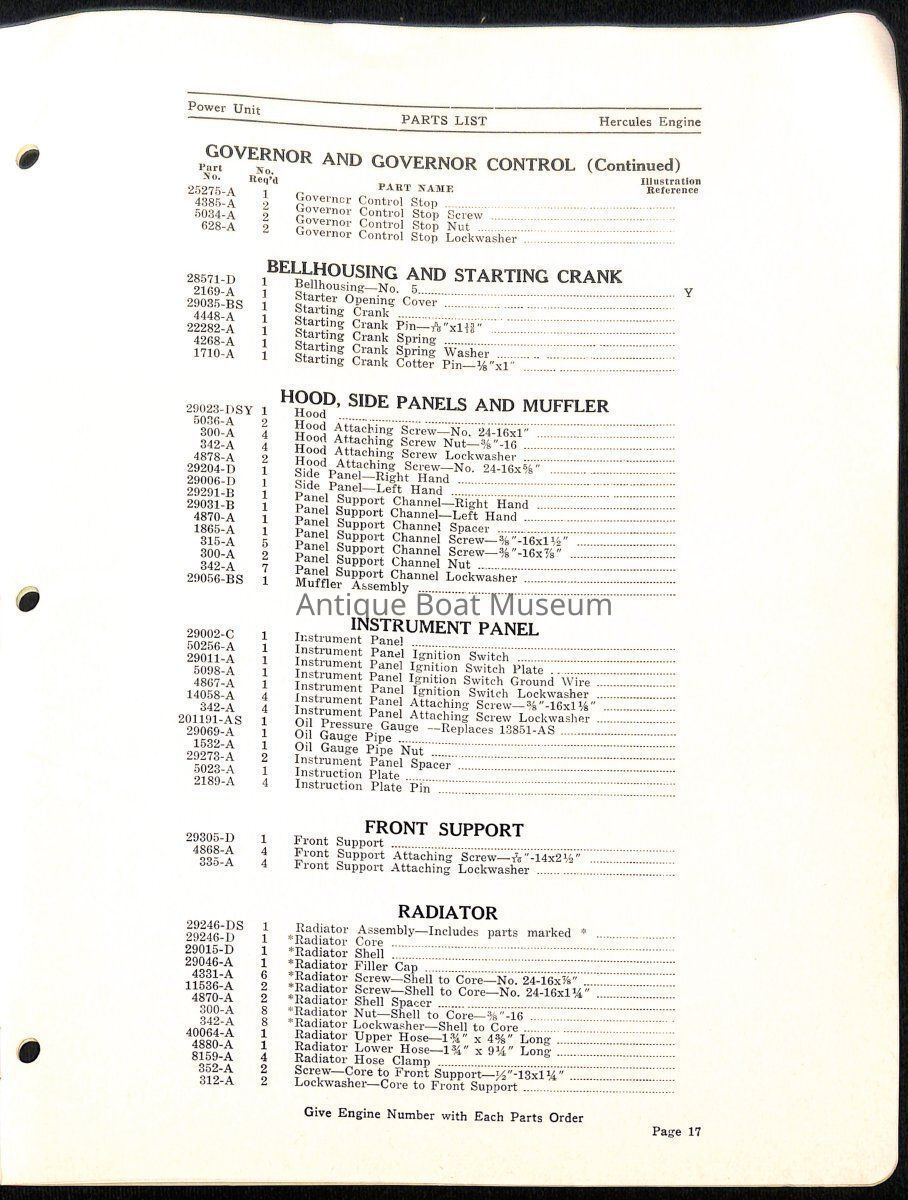 Power Unit PARTS LIST Hercules Engine
GOVERNOR AND GOVERNOR CONTROL (Continued)
Part No. No. Req'd PART NAME Illustration Reference
25275-A 1 Governor Control Stop
4385-A 2 Governor Control Stop Screw
5034-A 2 Governor Control Stop Nut
628-A 2 Governor Control Stop Lockwasher
BELLHOUSING AND STARTING CRANK
28571-D 1 Bellhousing—No. 5 Y
2169-A 1 Starter Opening Cover
29035-BS 1 Starting Crank
4448-A 1 Starting Crank Pin—5/16"x1 13/16"
22282-A 1 Starting Crank Spring
4268-A 1 Starting Crank Spring Washer
1710-A 1 Starting Crank Cotter Pin—⅛"x1"
HOOD, SIDE PANELS AND MUFFLER
29023-DSY 1 Hood
5036-A 2 Hood Attaching Screw—No. 24-16x1"
300-A 4 Hood Attaching Screw Nut—⅜"-16
342-A 4 Hood Attaching Screw Lockwasher
4878-A 2 Hood Attaching Screw—No. 24-16x⅝"
29204-D 1 Side Panel—Right Hand
29006-D 1 Side Panel—Left Hand
29291-B 1 Panel Support Channel—Right Hand
29031-B 1 Panel Support Channel—Left Hand
4870-A 1 Panel Support Channel Spacer
1865-A 1 Panel Support Channel Screw—⅜"-16x1½"
315-A 5 Panel Support Channel Screw—⅜"-16x⅞"
300-A 2 Panel Support Channel Nut
342-A 7 Panel Support Channel Lockwasher
29056-BS 1 Muffler Assembly
Antique Boat Museum
INSTRUMENT PANEL
29002-C 1 Instrument Panel
50256-A 1 Instrument Panel Ignition Switch
29011-A 1 Instrument Panel Ignition Switch Plate
5098-A 1 Instrument Panel Ignition Switch Ground Wire
4867-A 1 Instrument Panel Ignition Switch Lockwasher
14058-A 4 Instrument Panel Attaching Screw—⅜"-16x1⅛"
342-A 4 Instrument Panel Attaching Screw Lockwasher
201191-AS 1 Oil Pressure Gauge —Replaces 13851-AS
29069-A 1 Oil Gauge Pipe
1532-A 1 Oil Gauge Pipe Nut
29273-A 2 Instrument Panel Spacer
5023-A 1 Instruction Plate
2189-A 4 Instruction Plate Pin
FRONT SUPPORT
29305-D 1 Front Support
4868-A 4 Front Support Attaching Screw—7/16"-14x2½"
335-A 4 Front Support Attaching Lockwasher
RADIATOR
29246-DS 1 Radiator Assembly—Includes parts marked *
29246-D 1 *Radiator Core
29015-D 1 *Radiator Shell
29046-A 1 *Radiator Filler Cap
4331-A 6 *Radiator Screw—Shell to Core—No. 24-16x⅞"
11536-A 2 *Radiator Screw—Shell to Core—No. 24-16x1¼"
4870-A 2 *Radiator Shell Spacer
300-A 8 *Radiator Nut—Shell to Core—⅜"-16
342-A 8 *Radiator Lockwasher—Shell to Core
40064-A 1 Radiator Upper Hose—1¾" x 4⅜" Long
4880-A 1 Radiator Lower Hose—1¾" x 9¼" Long
8159-A 4 Radiator Hose Clamp
352-A 2 Screw—Core to Front Support—½"-13x1¼"
312-A 2 Lockwasher—Core to Front Support
Give Engine Number with Each Parts Order
Page 17